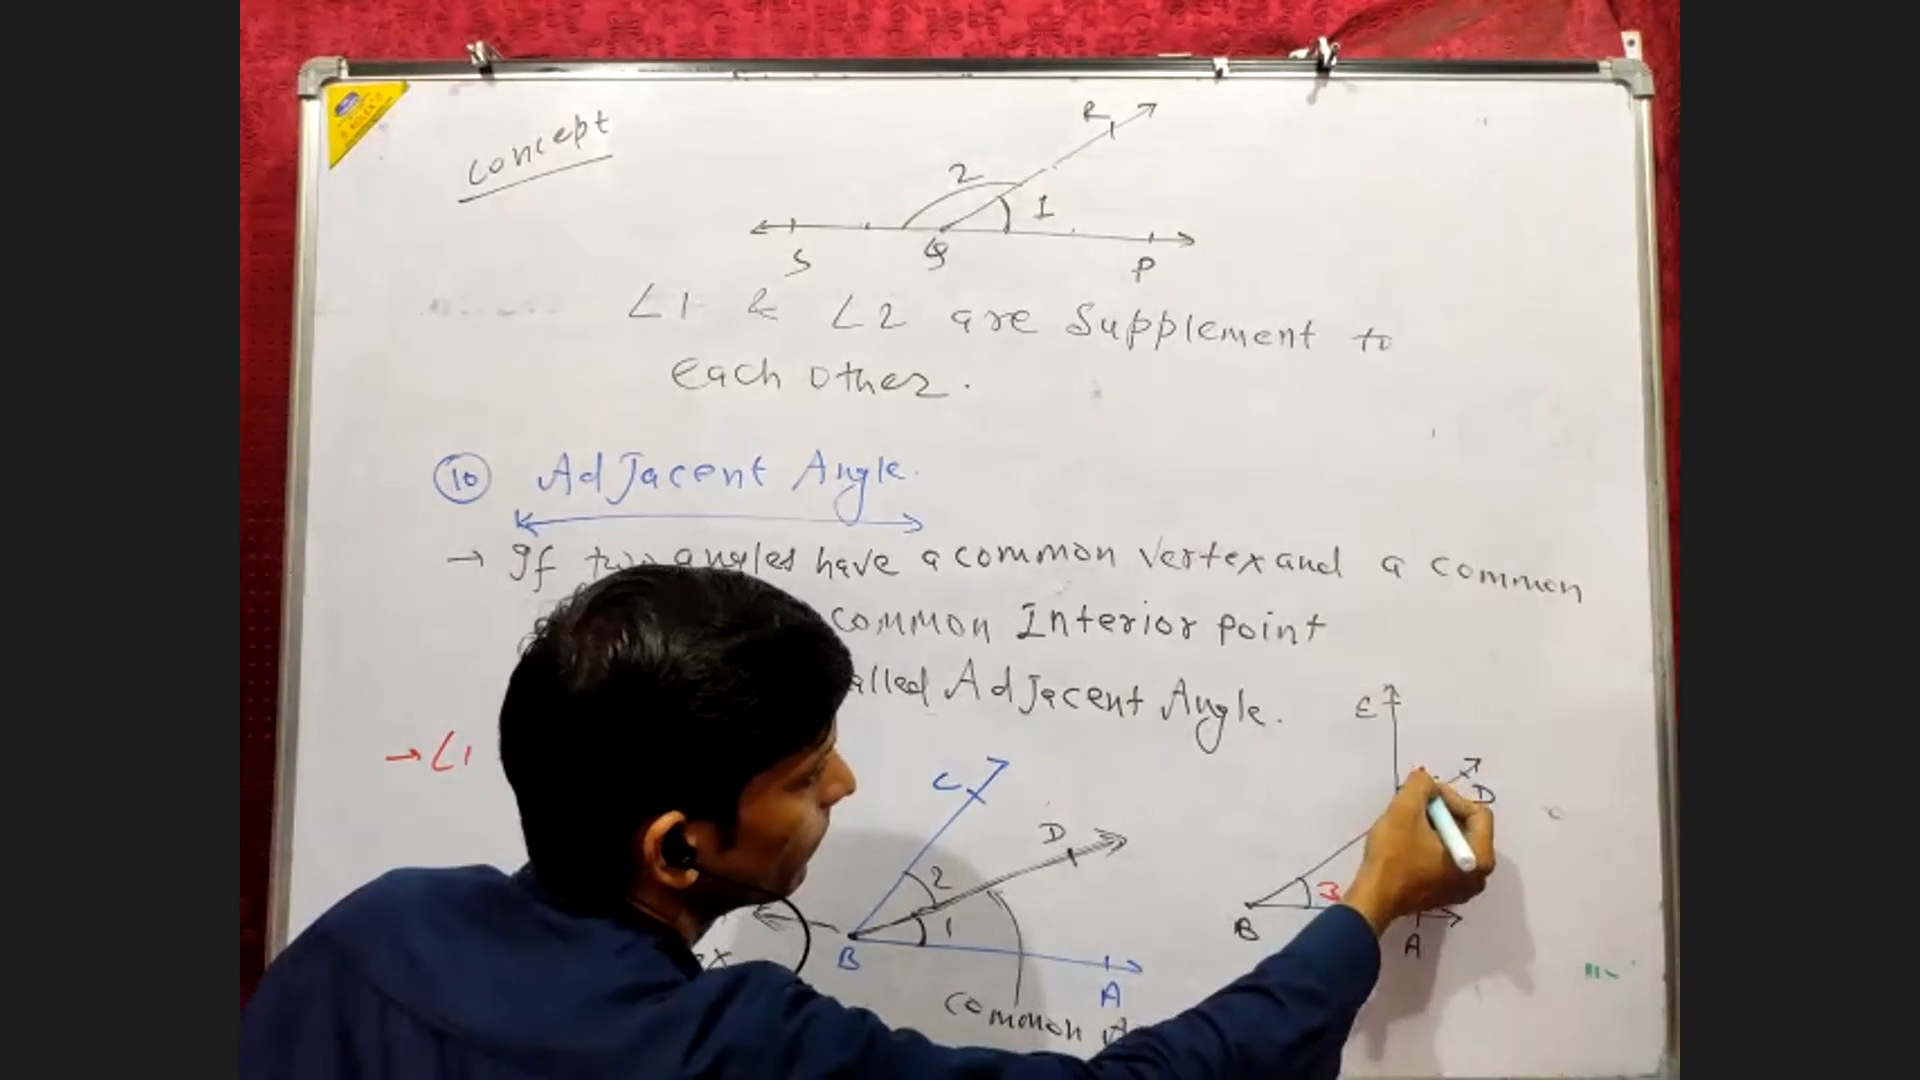 concept
R
2
1
S Q P
∠1 & ∠2 are Supplement to
each other.
10 AdJacent Angle.
→ If two angles have a common vertex and a common
common Interior point
AdJacent Angle.
→ ∠1
E
C
D
D
2
1
3
B
A
B
A
common